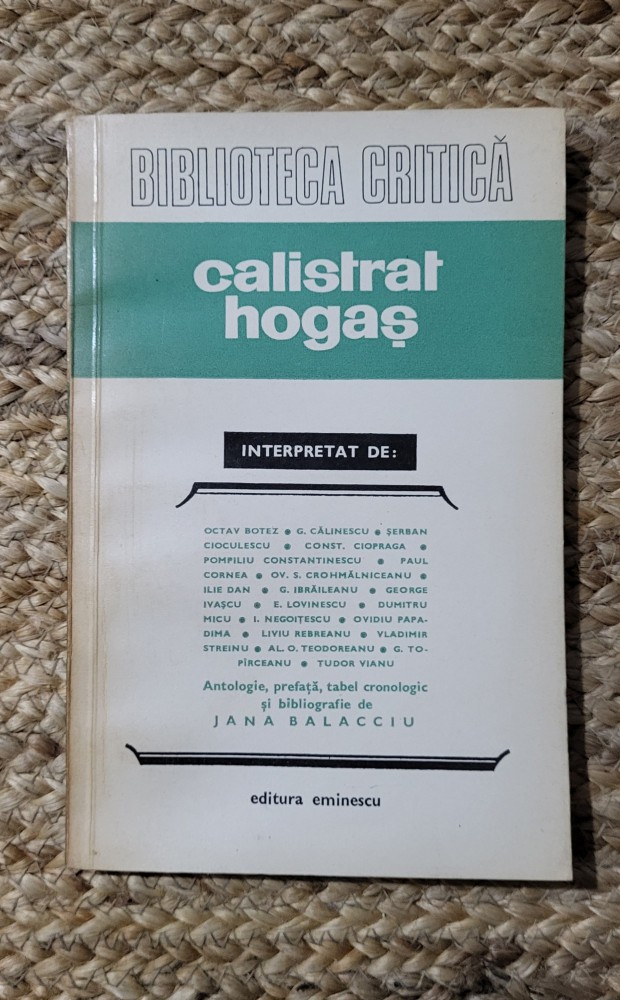 BIBLIOTECA CRITICĂ
calistrat
hogaș
INTERPRETAT DE:
OCTAV BOTEZ • G. CĂLINESCU • ȘERBAN
CIOCULESCU • CONST. CIOPRAGA •
POMPILIU CONSTANTINESCU • PAUL
CORNEA • OV. S. CROHMĂLNICEANU •
ILIE DAN • G. IBRĂILEANU • GEORGE
IVAȘCU • E. LOVINESCU • DUMITRU
MICU • I. NEGOIȚESCU • OVIDIU PAPA-
DIMA • LIVIU REBREANU • VLADIMIR
STREINU • AL. O. TEODOREANU • G. TO-
PÎRCEANU • TUDOR VIANU
Antologie, prefață, tabel cronologic
și bibliografie de
JANA BALACCIU
editura eminescu